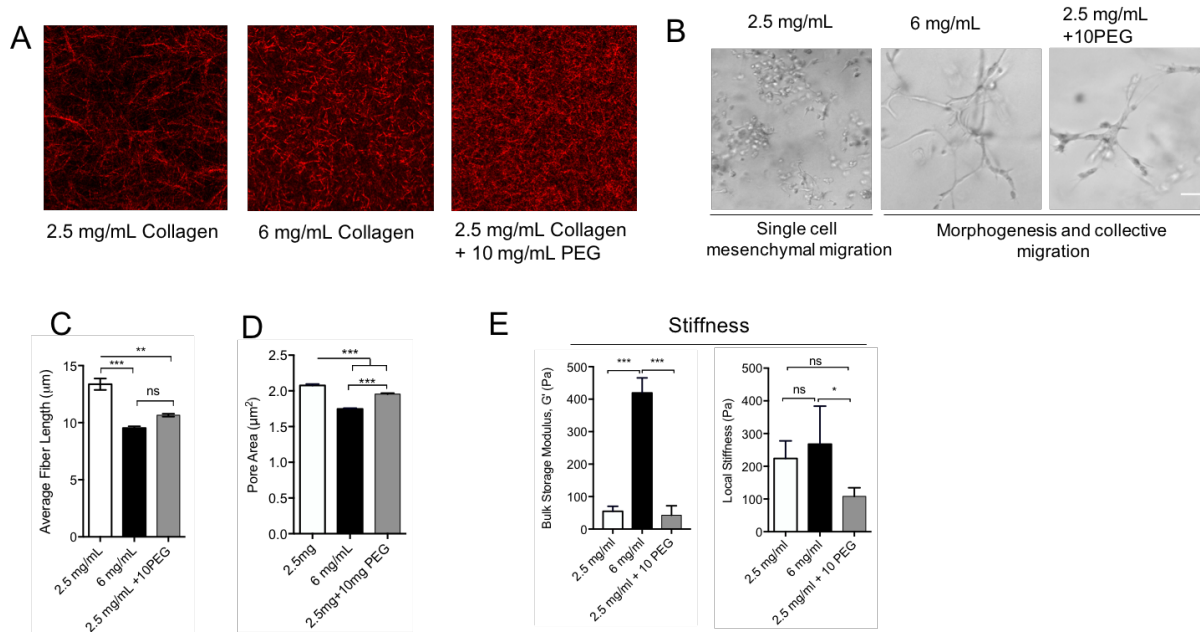 A
2.5 mg/mL Collagen
6 mg/mL Collagen
2.5 mg/mL Collagen
+ 10 mg/mL PEG
B
2.5 mg/mL
6 mg/mL
2.5 mg/mL
+10PEG
Single cell
mesenchymal migration
Morphogenesis and collective
migration
C
Average Fiber Length (μm)
15
10
5
0
**
***
ns
2.5 mg/mL
6 mg/mL
2.5 mg/mL +10PEG
D
Pore Area (μm²)
2.5
2.0
1.5
1.0
0.5
0.0
***
***
2.5mg
6 mg/mL
2.5mg+10mg PEG
E
Stiffness
Bulk Storage Modulus, G' (Pa)
500
400
300
200
100
0
***
***
2.5 mg/ml
6 mg/ml
2.5 mg/ml + 10 PEG
Local Stiffness (Pa)
500
400
300
200
100
0
ns
ns
*
2.5 mg/ml
6 mg/ml
2.5 mg/ml + 10 PEG